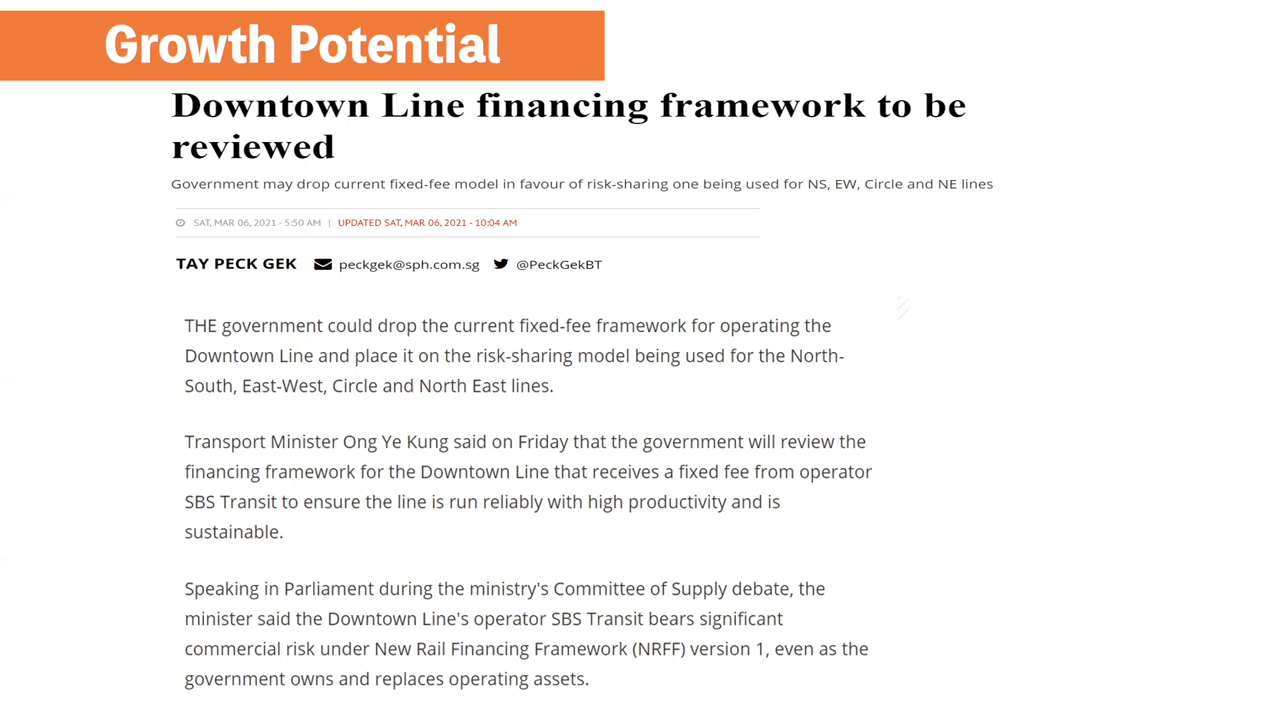 Growth Potential
Downtown Line financing framework to be
reviewed
Government may drop current fixed-fee model in favour of risk-sharing one being used for NS, EW, Circle and NE lines
SAT, MAR 06, 2021 - 5:50 AM | UPDATED SAT, MAR 06, 2021 - 10:04 AM
TAY PECK GEK peckgek@sph.com.sg @PeckGekBT
THE government could drop the current fixed-fee framework for operating the
Downtown Line and place it on the risk-sharing model being used for the North-
South, East-West, Circle and North East lines.
Transport Minister Ong Ye Kung said on Friday that the government will review the
financing framework for the Downtown Line that receives a fixed fee from operator
SBS Transit to ensure the line is run reliably with high productivity and is
sustainable.
Speaking in Parliament during the ministry's Committee of Supply debate, the
minister said the Downtown Line's operator SBS Transit bears significant
commercial risk under New Rail Financing Framework (NRFF) version 1, even as the
government owns and replaces operating assets.